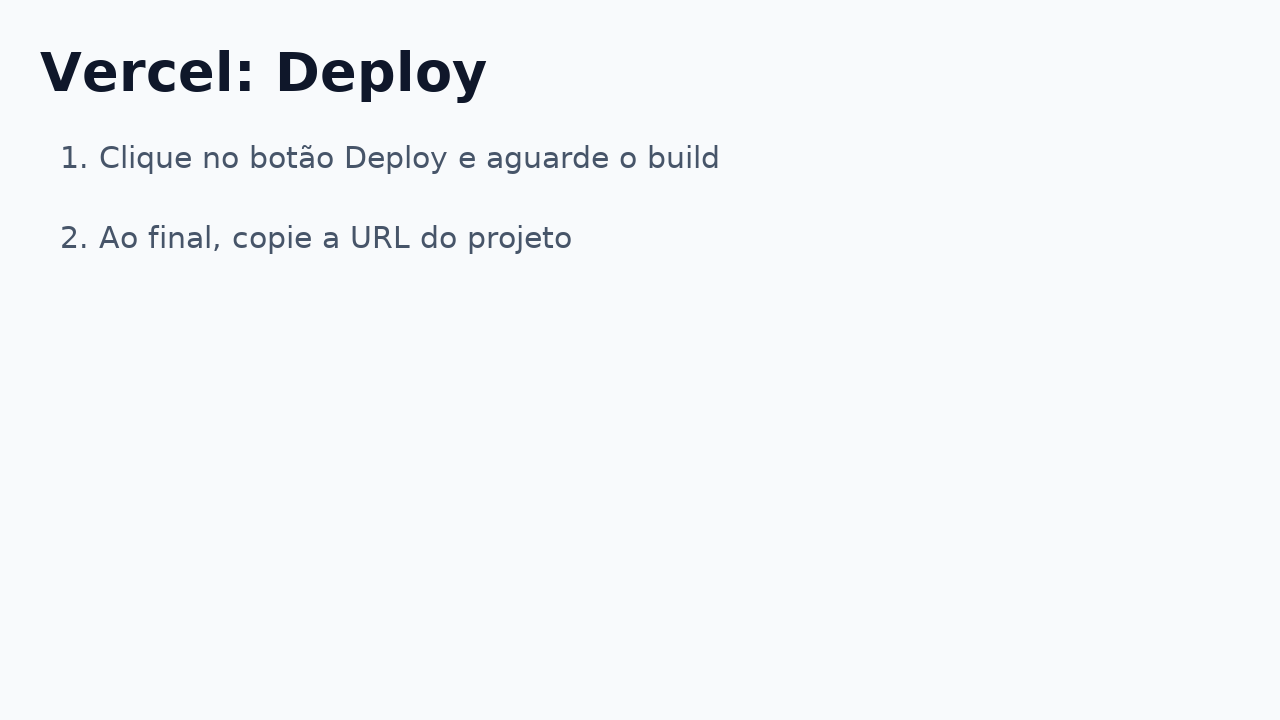 Vercel: Deploy
1. Clique no botão Deploy e aguarde o build
2. Ao final, copie a URL do projeto